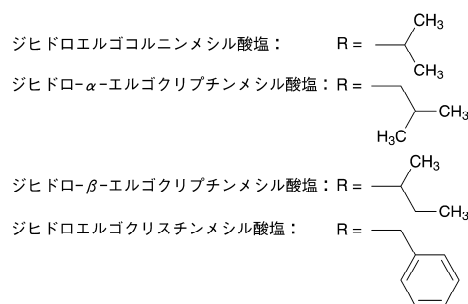 CH3
ジヒドロエルゴコルニンメシル酸塩： R =
CH3
ジヒドロ-α-エルゴクリプチンメシル酸塩： R =
CH3
H3C
CH3
ジヒドロ-β-エルゴクリプチンメシル酸塩： R =
CH3
ジヒドロエルゴクリスチンメシル酸塩： R =